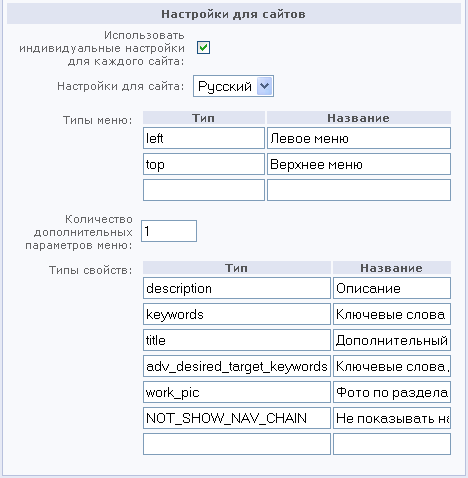 Настройки для сайтов
Использовать
индивидуальные настройки
для каждого сайта:
Настройки для сайта: Русский
Типы меню: Тип Название
left Левое меню
top Верхнее меню
Количество
дополнительных
параметров меню: 1
Типы свойств: Тип Название
description Описание
keywords Ключевые слова
title Дополнительный
adv_desired_target_keywords Ключевые слова,
work_pic Фото по раздела
NOT_SHOW_NAV_CHAIN Не показывать на